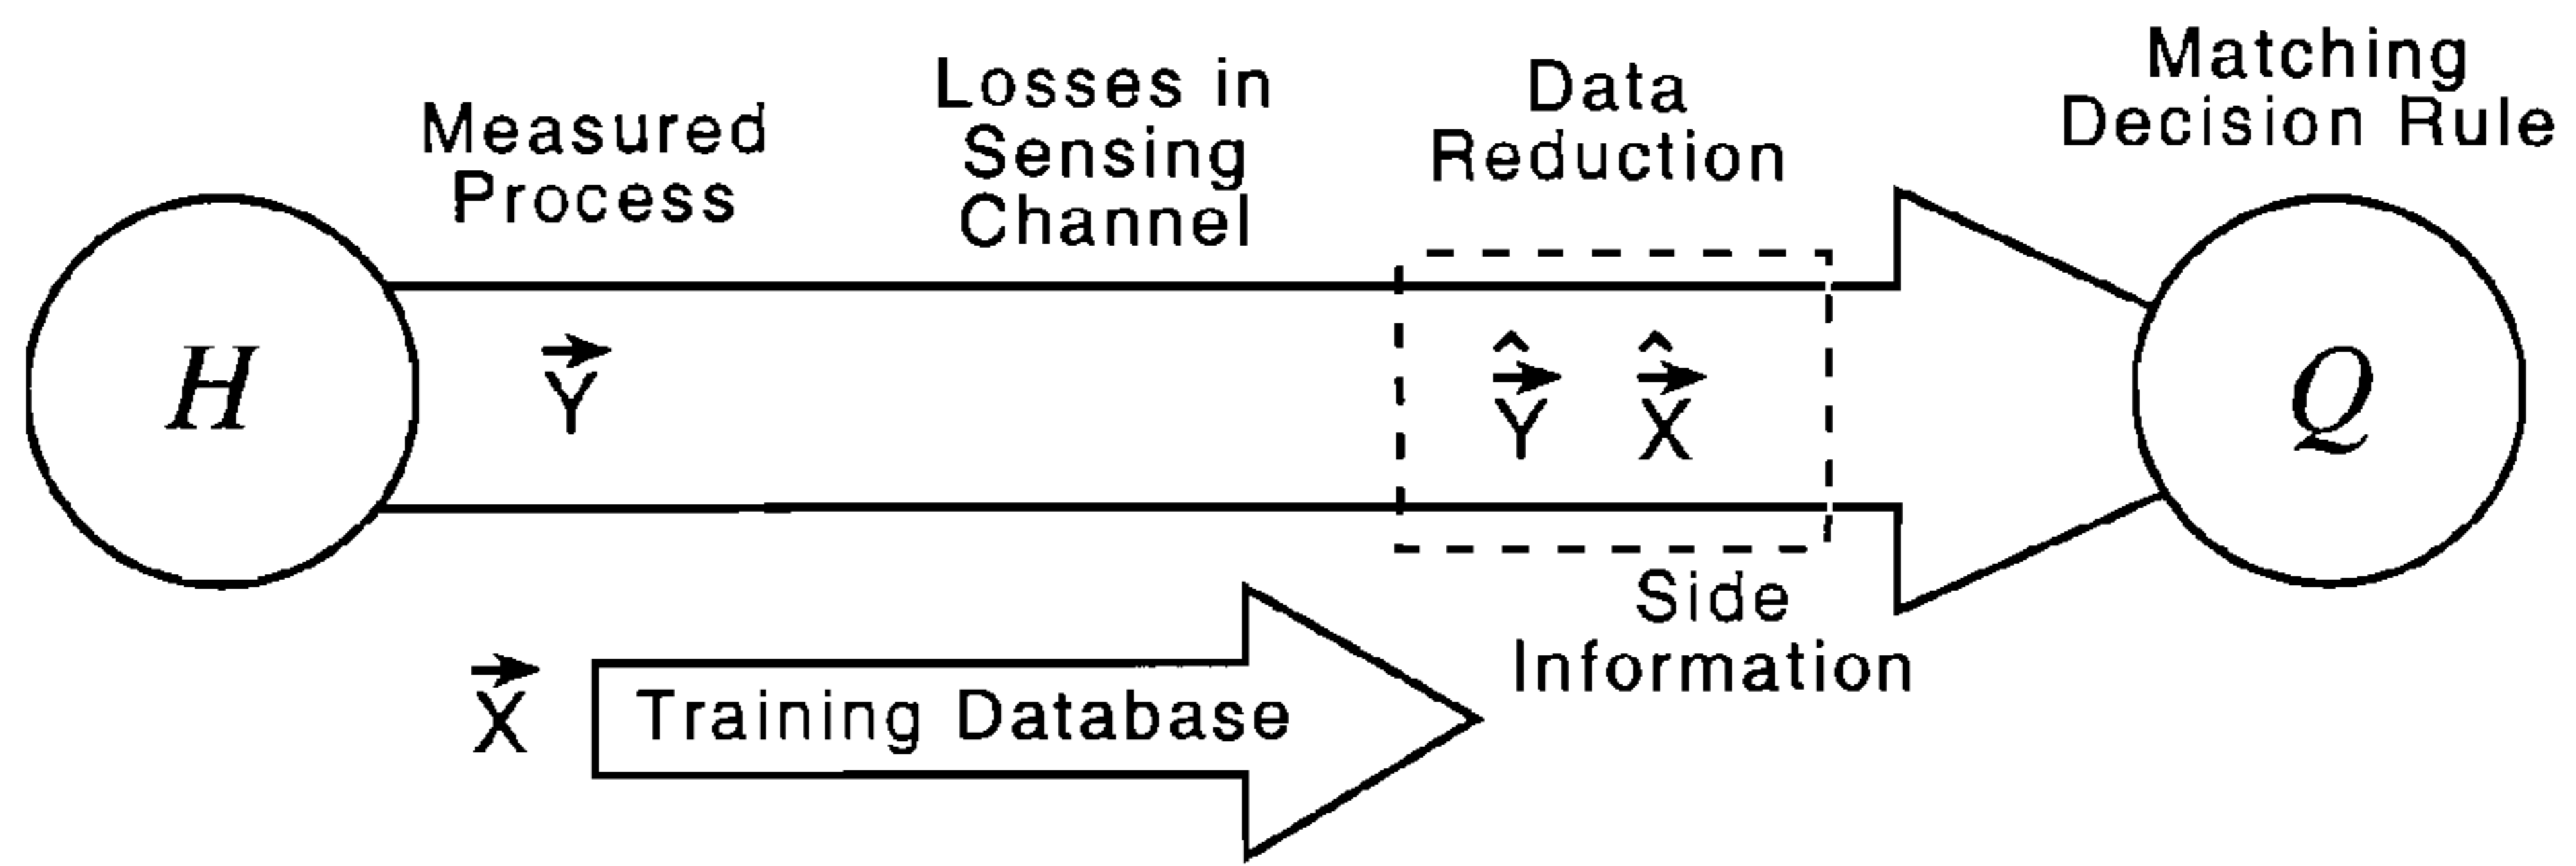 Measured
Process
Losses in
Sensing
Channel
Data
Reduction
Matching
Decision Rule
H
Y
Ŷ X̂
Q
Side
Information
X
Training Database